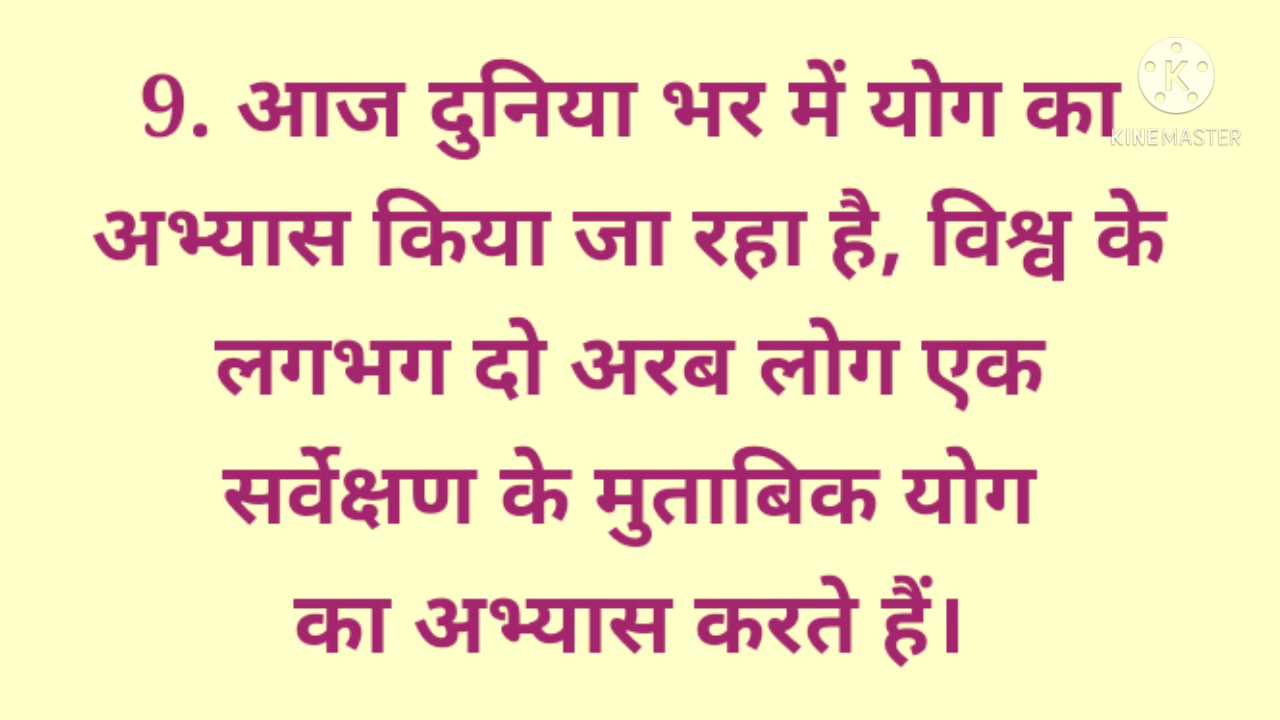 9. आज दुनिया भर में योग का
अभ्यास किया जा रहा है, विश्व के
लगभग दो अरब लोग एक
सर्वेक्षण के मुताबिक योग
का अभ्यास करते हैं।
K
KINEMASTER